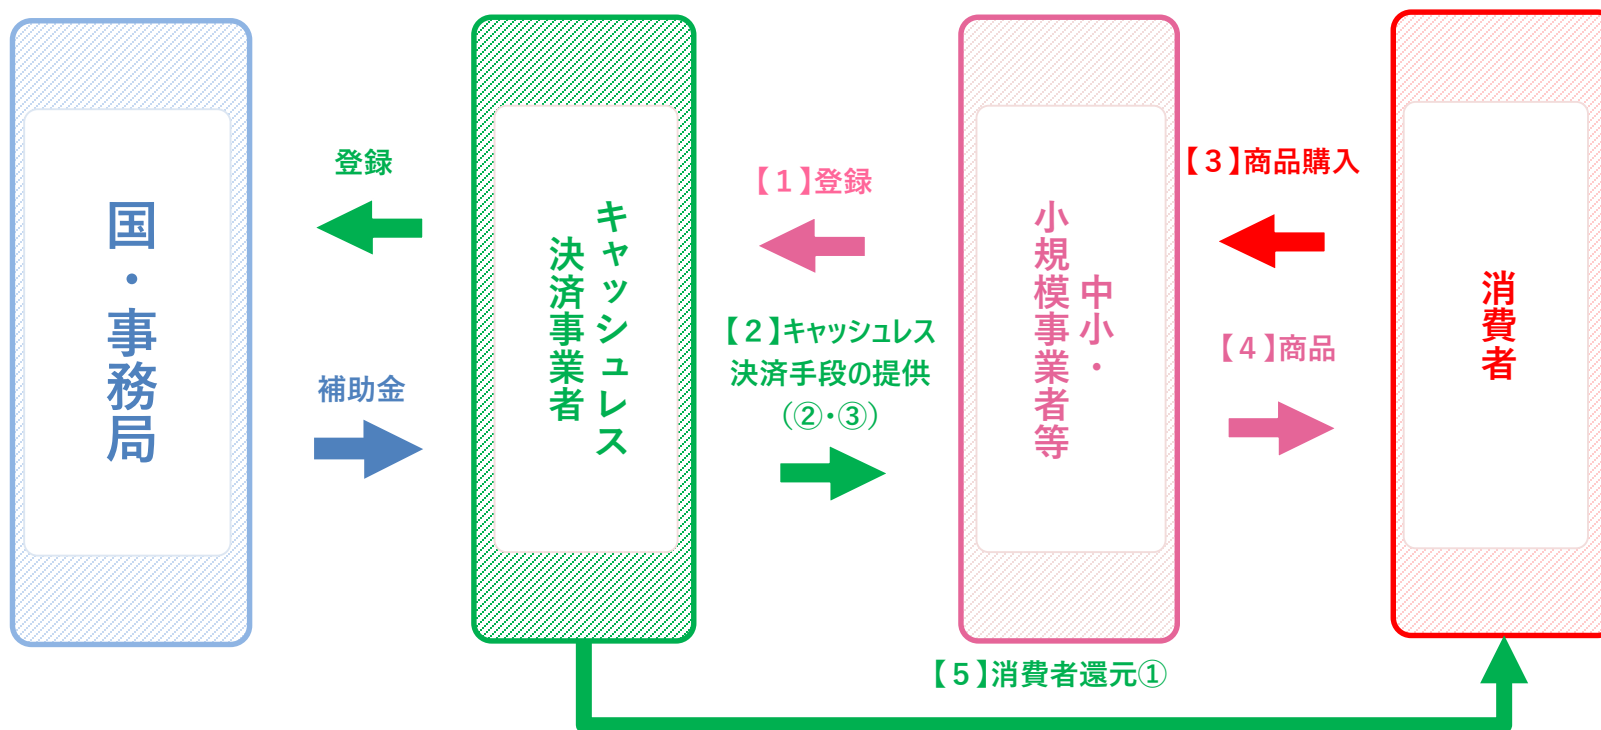 国・事務局
登録
補助金
キャッシュレス
決済事業者
【１】登録
【２】キャッシュレス
決済手段の提供
（②・③）
中小・
小規模事業者等
【３】商品購入
【４】商品
消費者
【５】消費者還元①